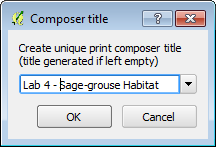 Composer title
Create unique print composer title
(title generated if left empty)
Lab 4 - Sage-grouse Habitat
OK Cancel